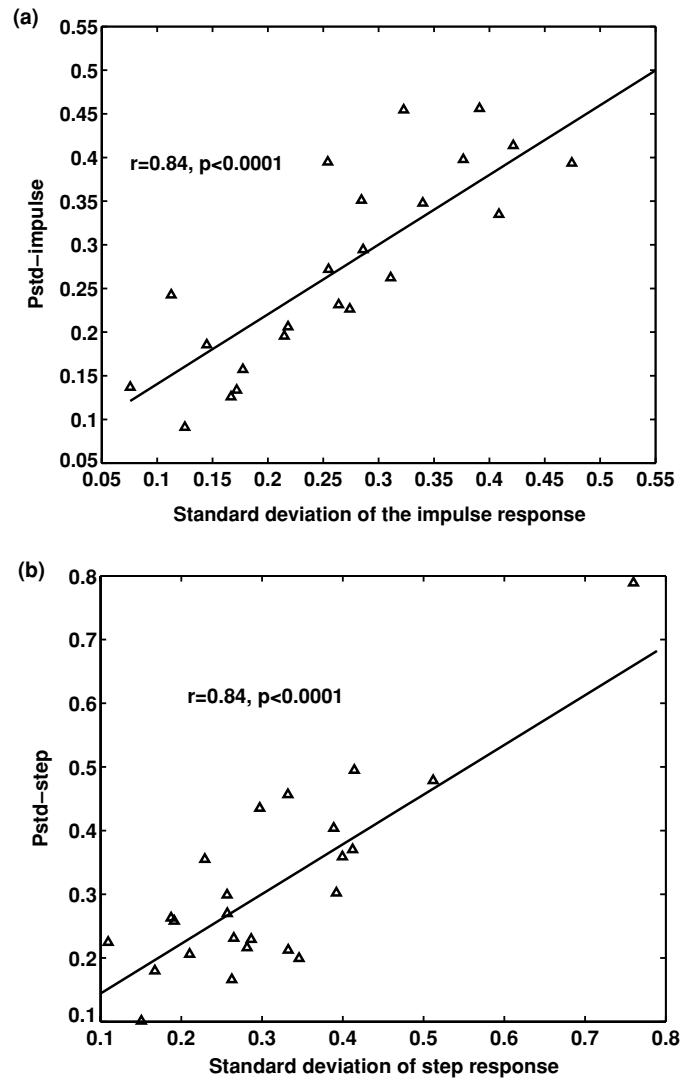 (a)
0.55
0.5
0.45
0.4
0.35
0.3
0.25
0.2
0.15
0.1
0.05
Pstd−impulse
r=0.84, p<0.0001
0.05 0.1 0.15 0.2 0.25 0.3 0.35 0.4 0.45 0.5 0.55
Standard deviation of the impulse response
(b)
0.8
0.7
0.6
0.5
0.4
0.3
0.2
0.1
Pstd−step
r=0.84, p<0.0001
0.1 0.2 0.3 0.4 0.5 0.6 0.7 0.8
Standard deviation of step response